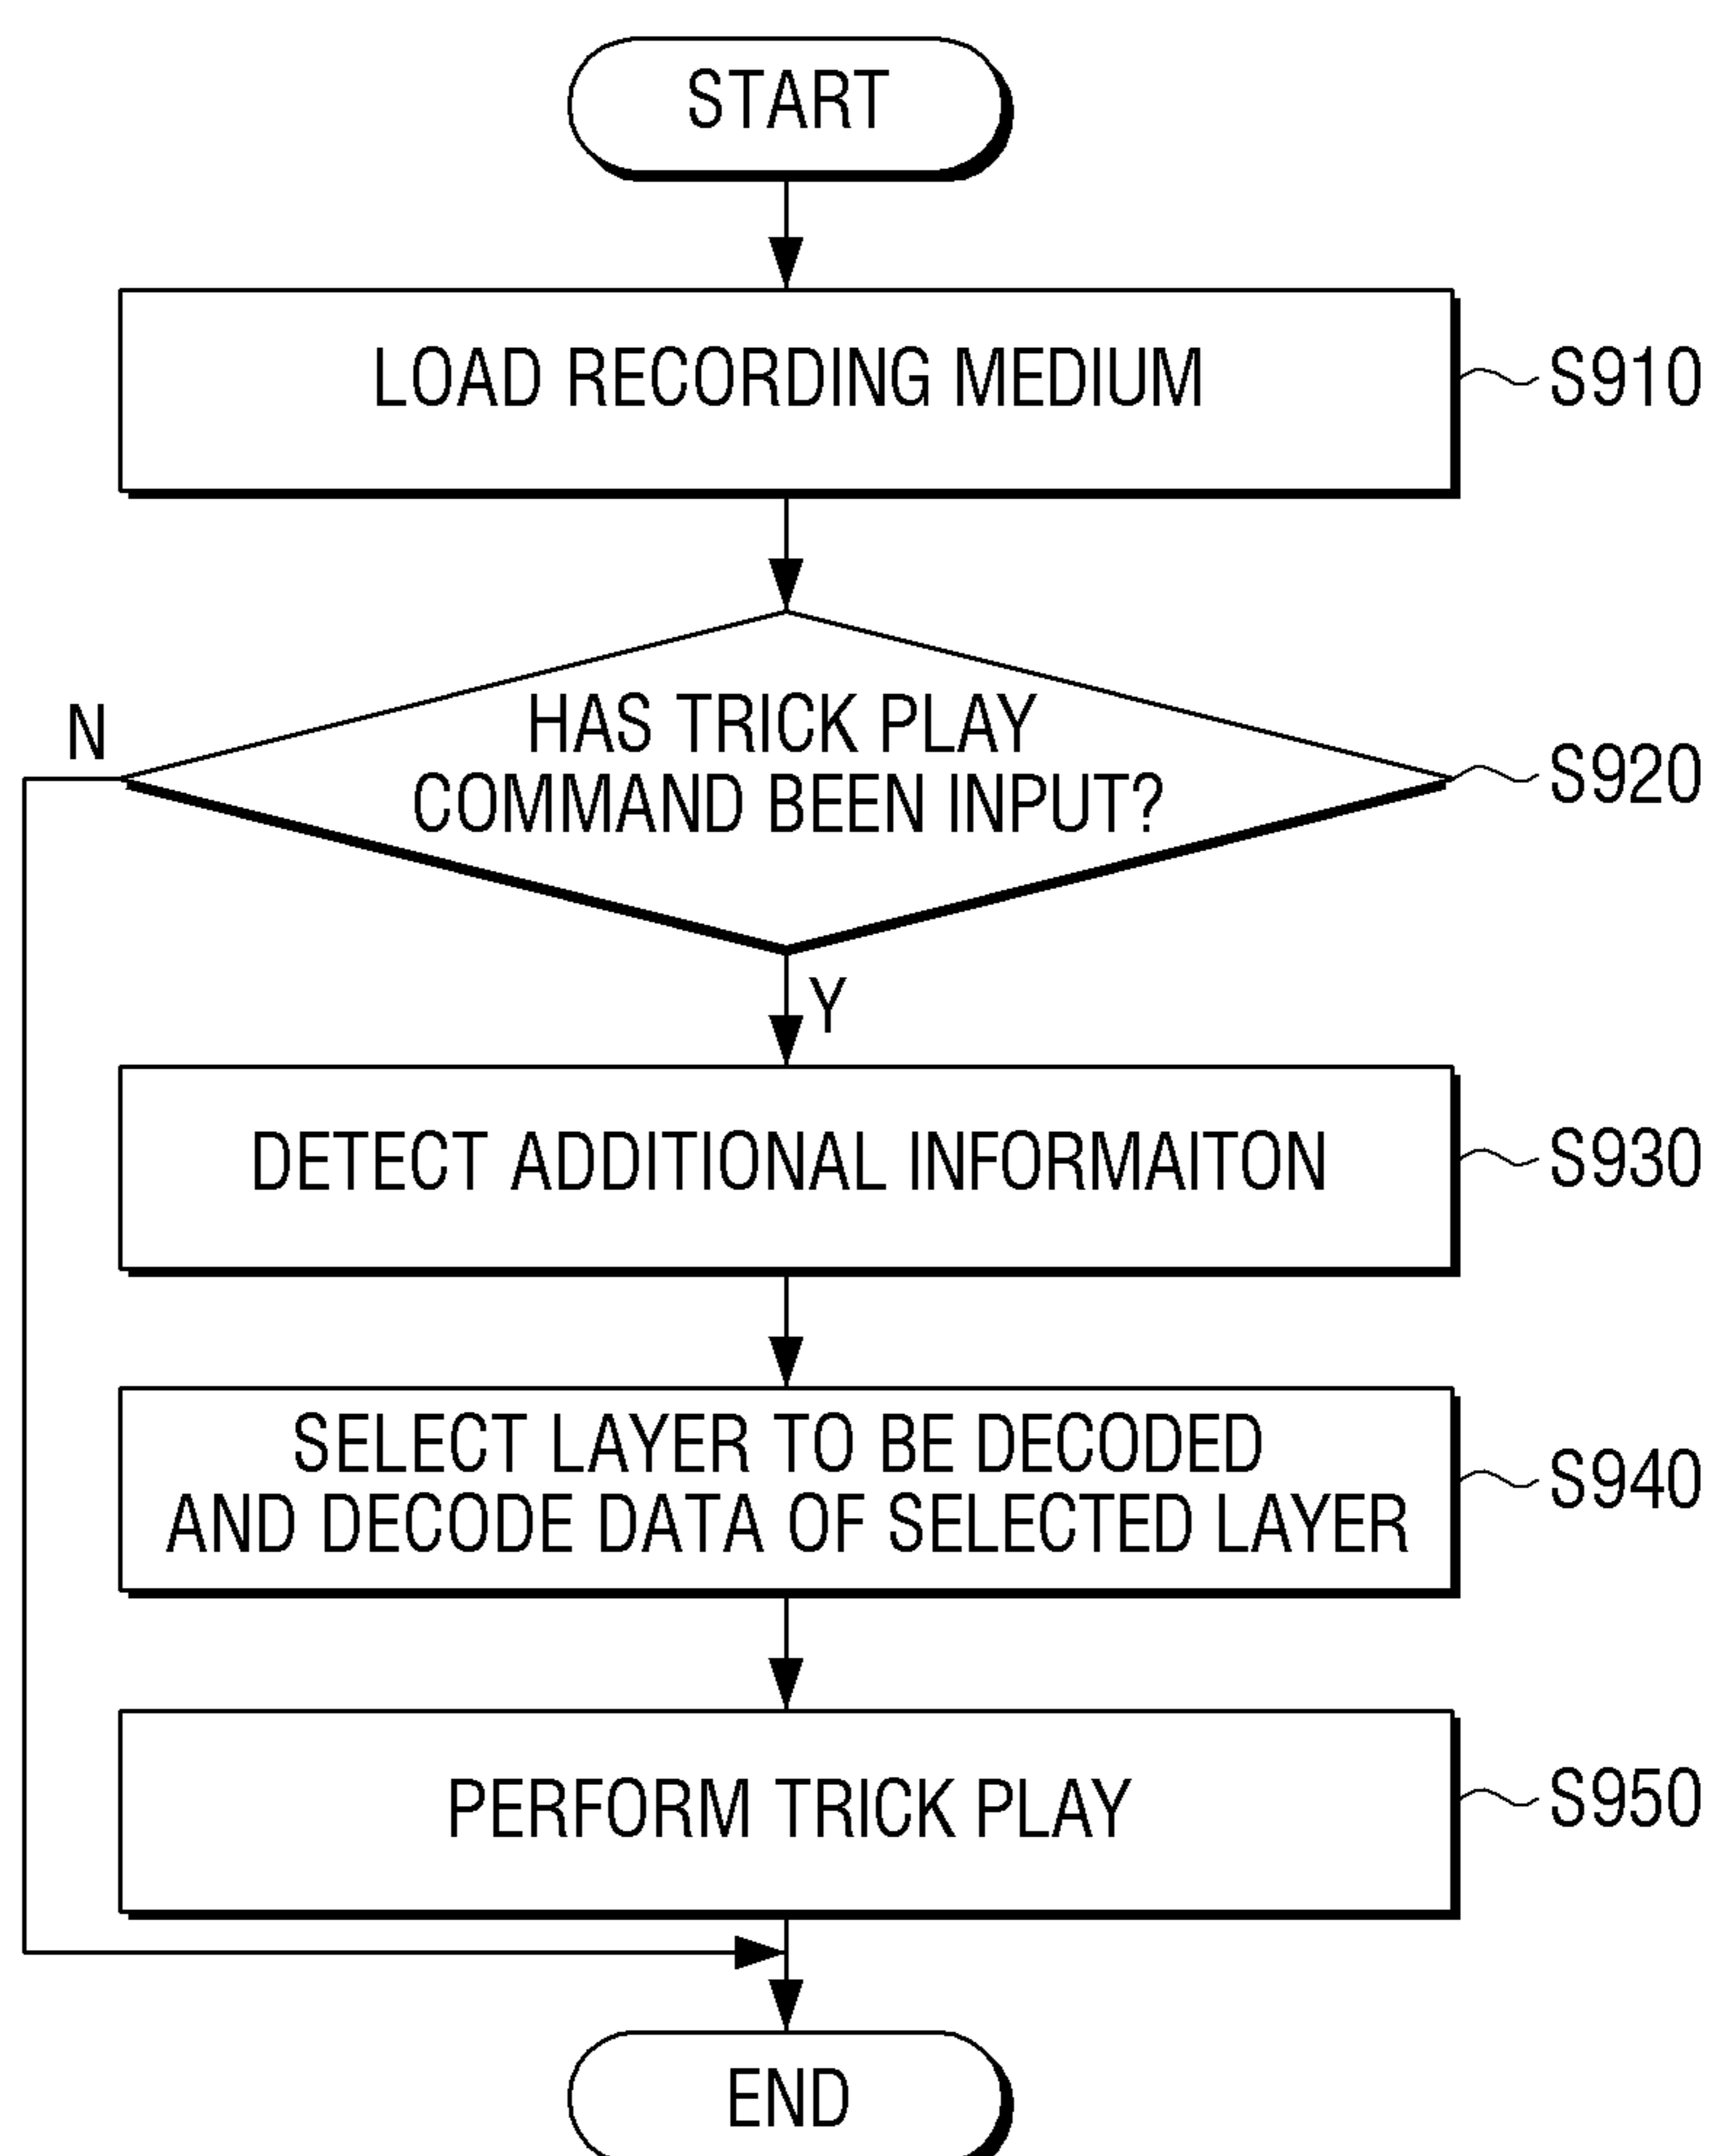 START
LOAD RECORDING MEDIUM
S910
N
HAS TRICK PLAY
COMMAND BEEN INPUT?
S920
Y
DETECT ADDITIONAL INFORMAITON
S930
SELECT LAYER TO BE DECODED
AND DECODE DATA OF SELECTED LAYER
S940
PERFORM TRICK PLAY
S950
END